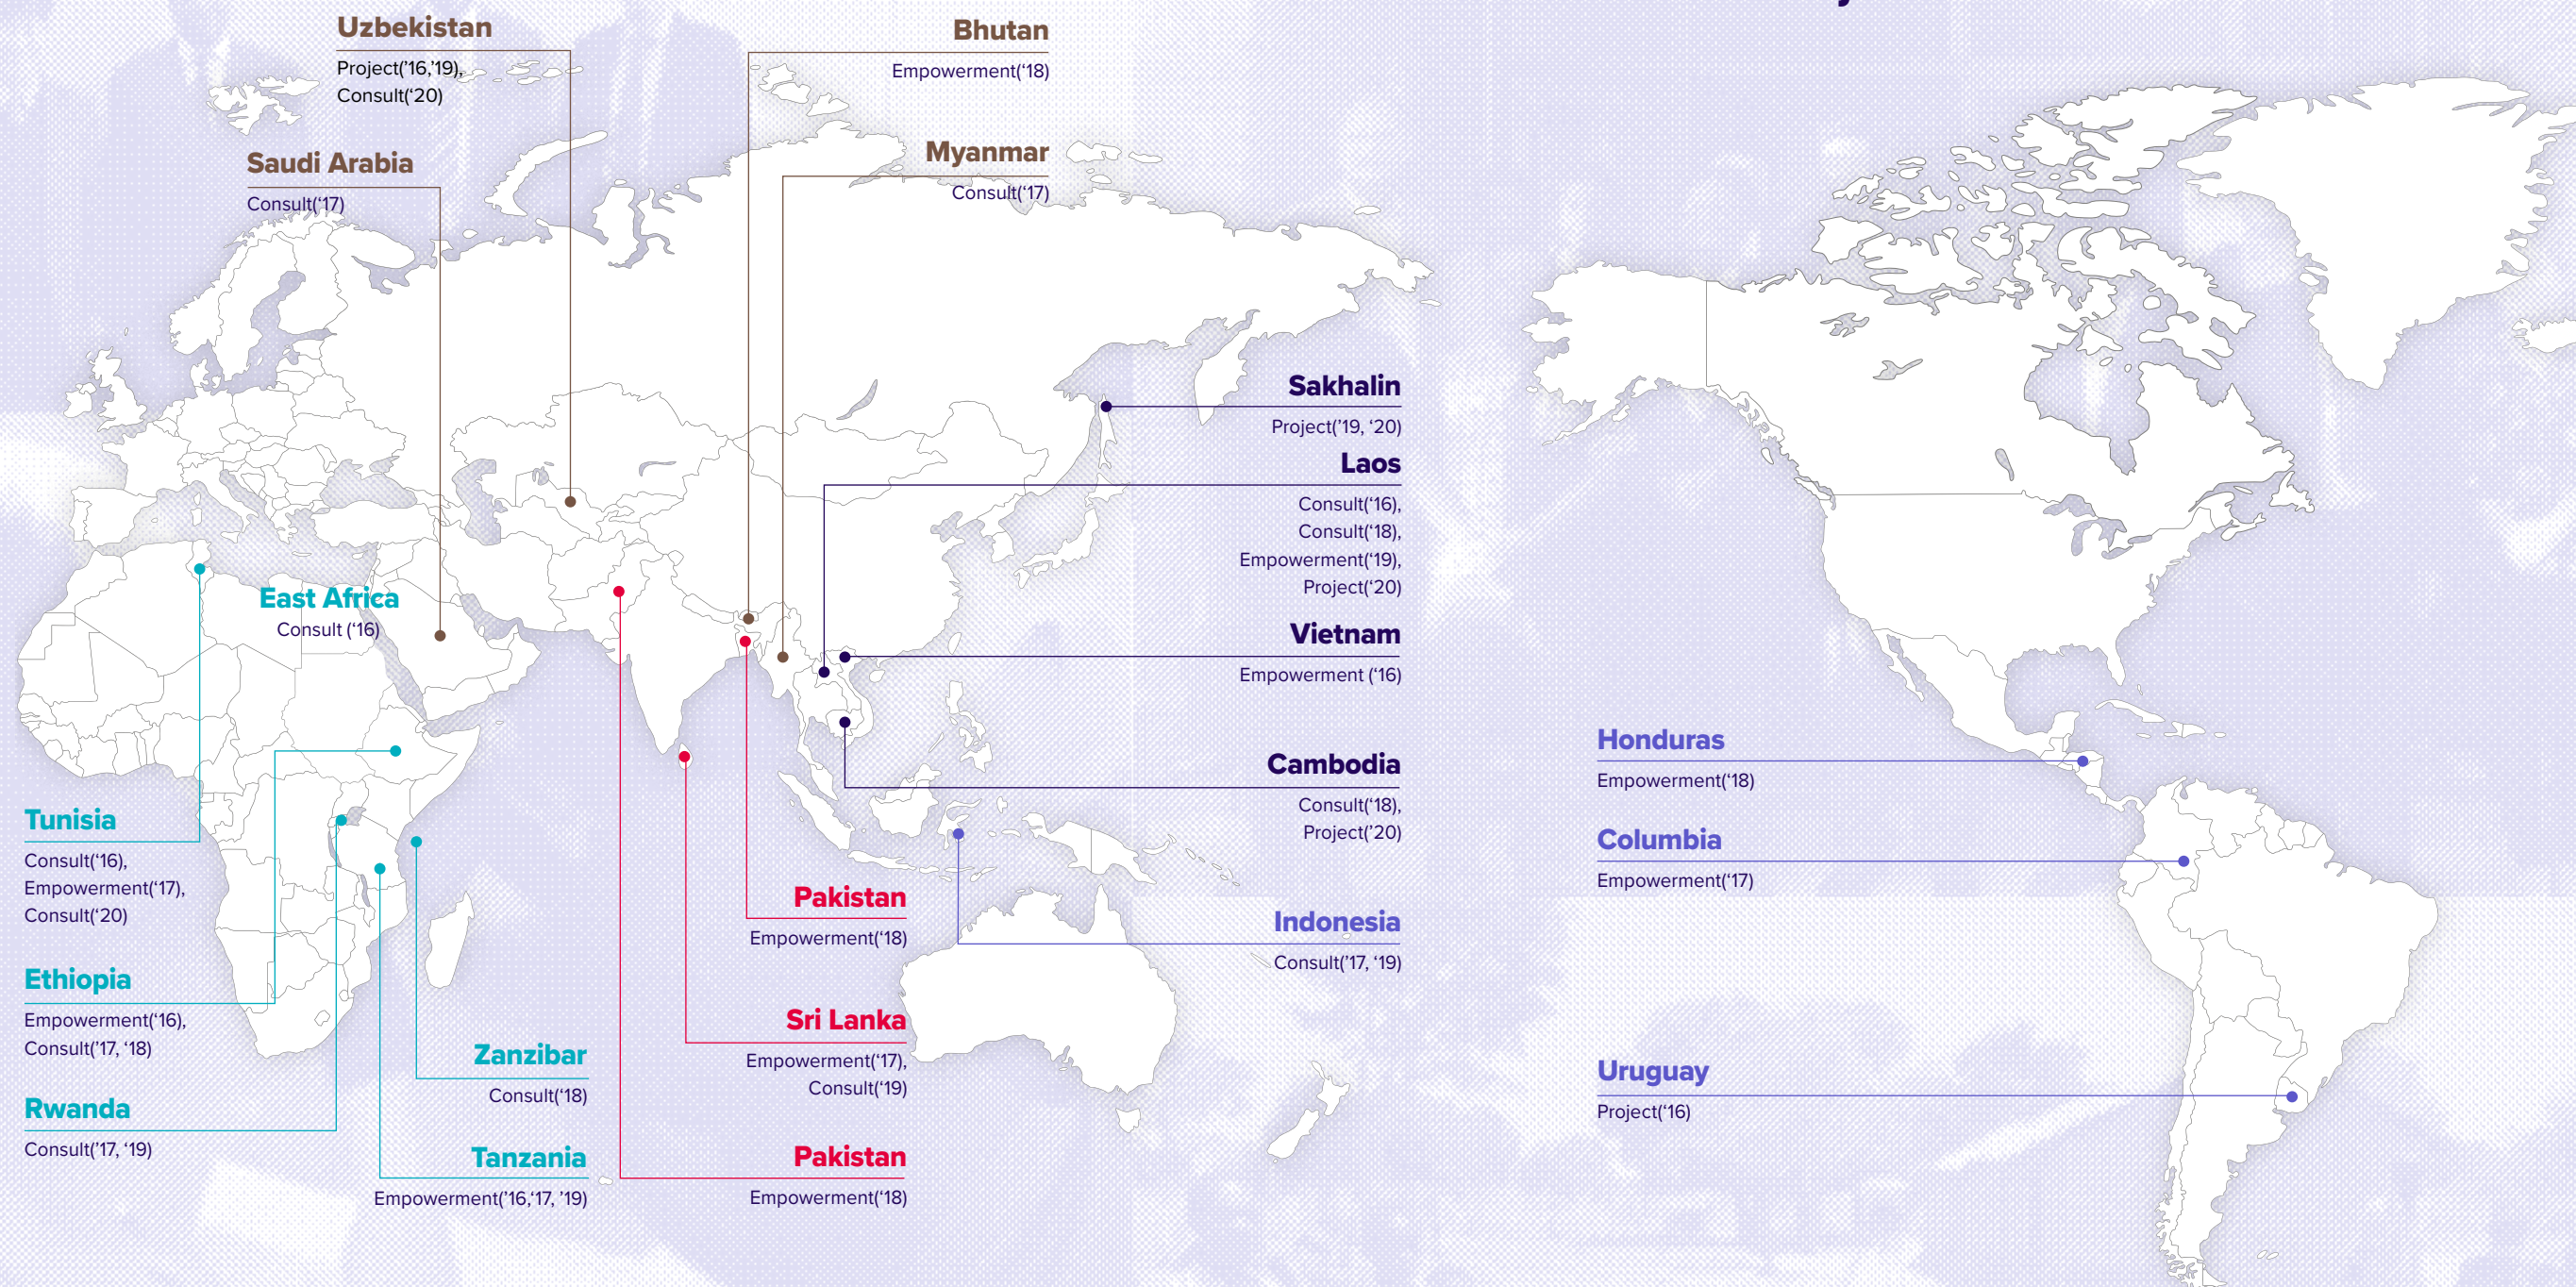 Uzbekistan
Project('16,'19),
Consult('20)
Bhutan
Empowerment('18)
Saudi Arabia
Consult('17)
Myanmar
Consult('17)
Sakhalin
Project('19, '20)
Laos
Consult('16),
Consult('18),
Empowerment('19),
Project('20)
East Africa
Consult ('16)
Vietnam
Empowerment ('16)
Cambodia
Consult('18),
Project('20)
Tunisia
Consult('16),
Empowerment('17),
Consult('20)
Pakistan
Empowerment('18)
Indonesia
Consult('17, '19)
Ethiopia
Empowerment('16),
Consult('17, '18)
Sri Lanka
Empowerment('17),
Consult('19)
Zanzibar
Consult('18)
Rwanda
Consult('17, '19)
Tanzania
Empowerment('16,'17, '19)
Pakistan
Empowerment('18)
Honduras
Empowerment('18)
Columbia
Empowerment('17)
Uruguay
Project('16)